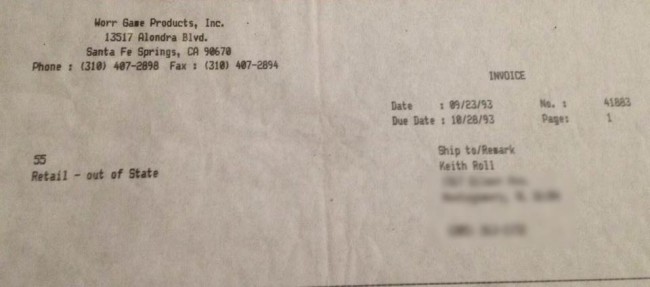 Worr Game Products, Inc.
13517 Alondra Blvd.
Santa Fe Springs, CA 90670
Phone : (310) 407-2898 Fax : (310) 407-2894
INVOICE
Date : 09/23/93 No. : 41883
Due Date : 10/28/93 Page: 1
Ship to/Remark
55 Keith Roll
Retail - out of State